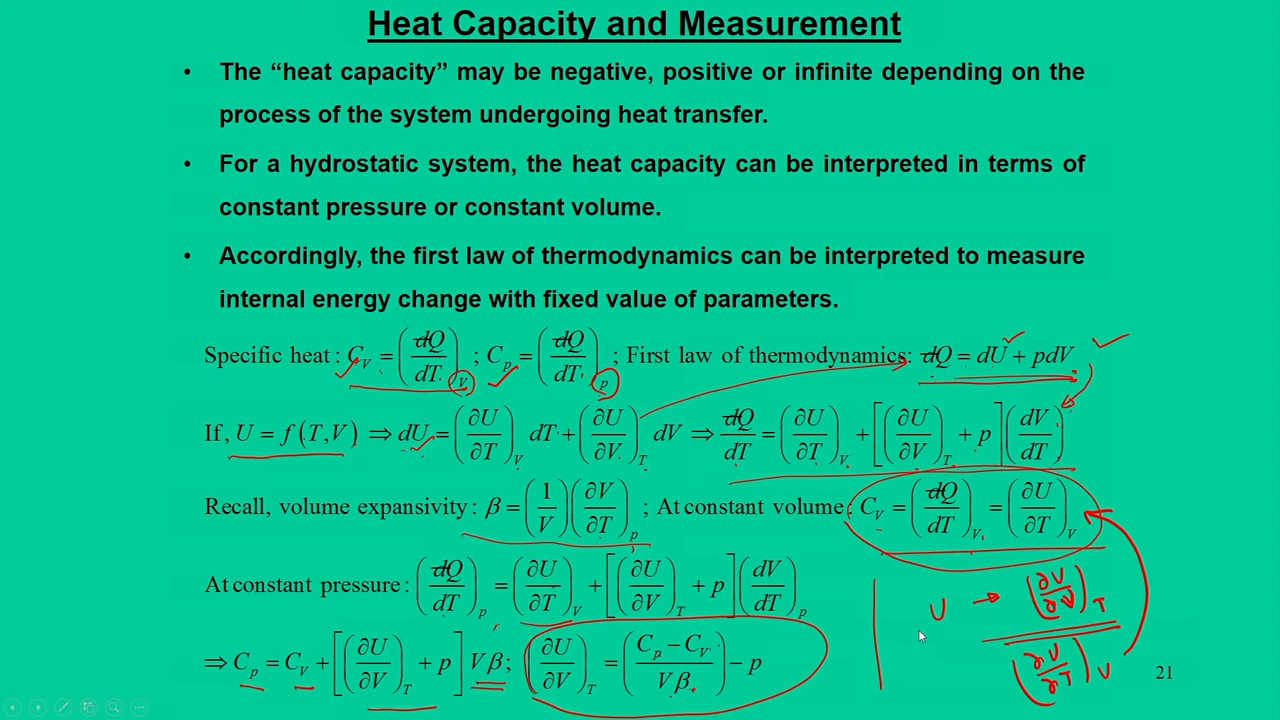 Heat Capacity and Measurement
• The “heat capacity” may be negative, positive or infinite depending on the
process of the system undergoing heat transfer.
• For a hydrostatic system, the heat capacity can be interpreted in terms of
constant pressure or constant volume.
• Accordingly, the first law of thermodynamics can be interpreted to measure
internal energy change with fixed value of parameters.
Specific heat : C_V = (đQ/dT)_V ; C_p = (đQ/dT)_p ; First law of thermodynamics: đQ = dU + pdV
If, U = f(T,V) ⇒ dU = (∂U/∂T)_V dT + (∂U/∂V)_T dV ⇒ đQ/dT = (∂U/∂T)_V + [(∂U/∂V)_T + p](dV/dT)
Recall, volume expansivity : β = (1/V)(∂V/∂T)_p ; At constant volume : C_V = (đQ/dT)_V = (∂U/∂T)_V
At constant pressure : (đQ/dT)_p = (∂U/∂T)_V + [(∂U/∂V)_T + p](dV/dT)_p
U → (∂U/∂V)_T
⇒ C_p = C_V + [(∂U/∂V)_T + p] Vβ; (∂U/∂V)_T = ((C_p − C_V)/Vβ) − p
(∂U/∂T)_V
21